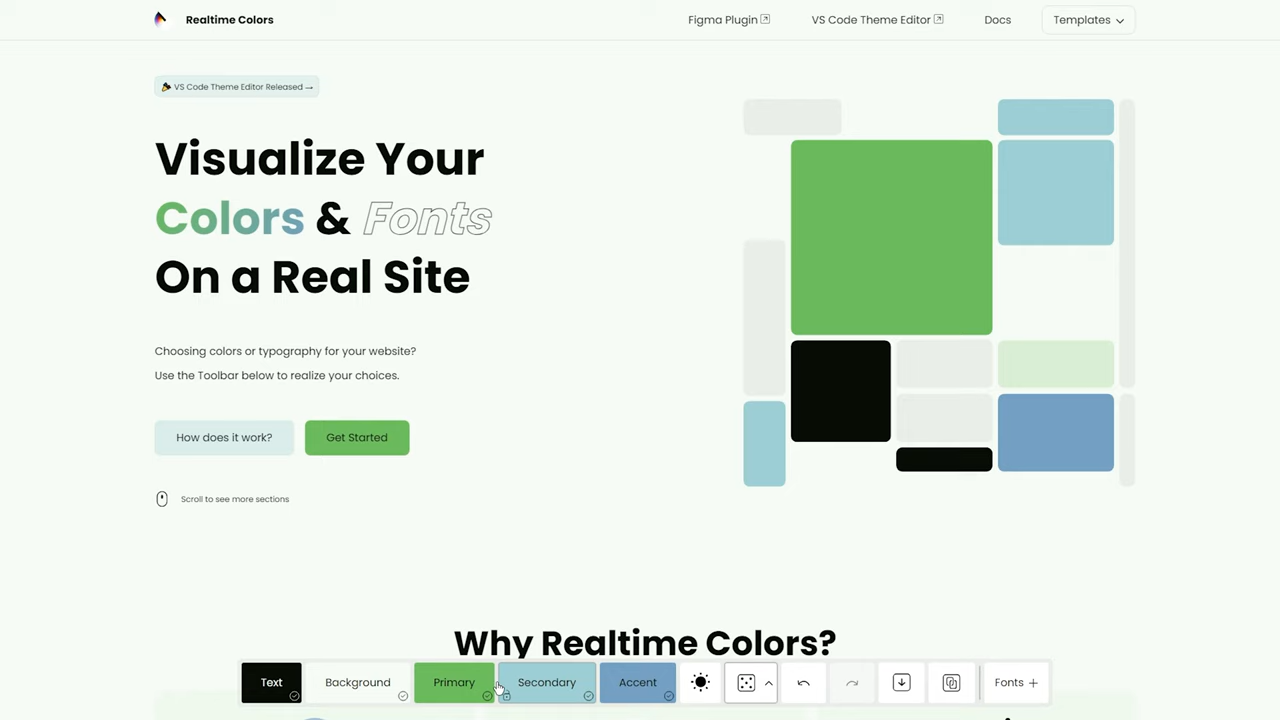 Realtime Colors
Figma Plugin
VS Code Theme Editor
Docs
Templates
VS Code Theme Editor Released →
Visualize Your
Colors & Fonts
On a Real Site
Choosing colors or typography for your website?
Use the Toolbar below to realize your choices.
How does it work?
Get Started
Scroll to see more sections
Why Realtime Colors?
Text
Background
Primary
Secondary
Accent
Fonts